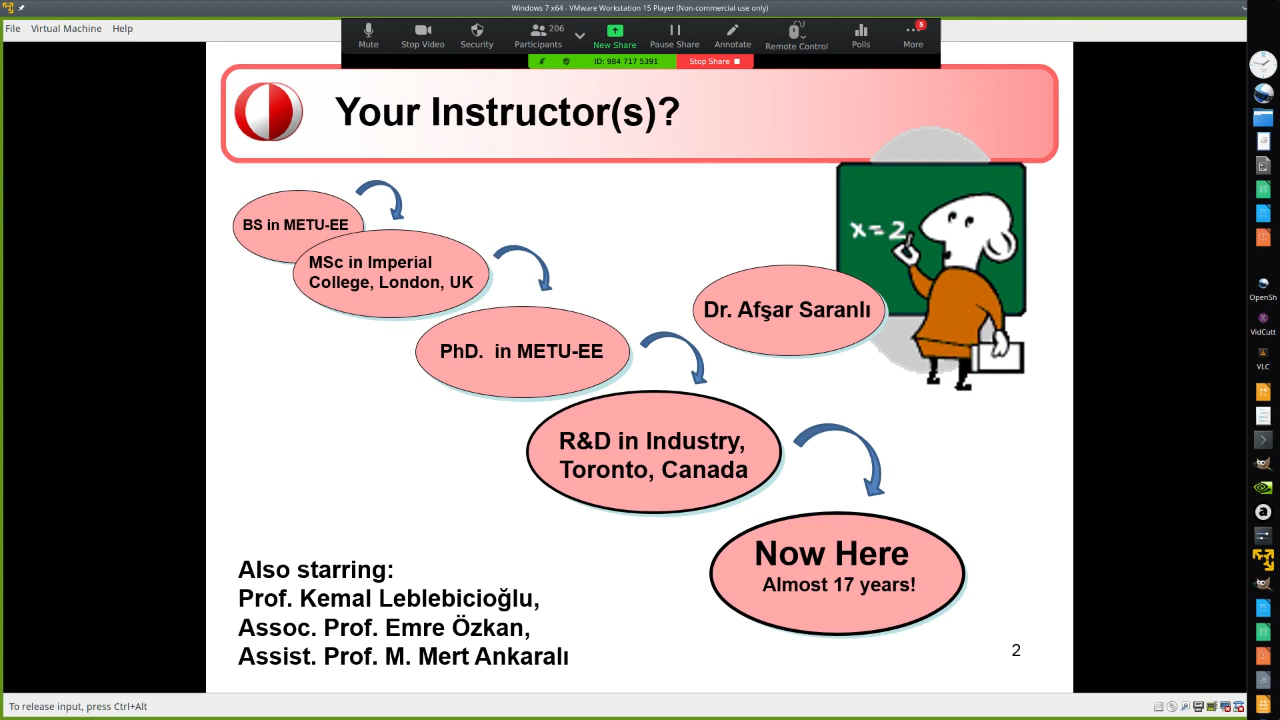 Windows 7 x64 - VMware Workstation 15 Player (Non-commercial use only)
File Virtual Machine Help
Mute
Stop Video
Security
206
Participants
New Share
Pause Share
Annotate
Remote Control
Polls
5
More
ID: 984 717 5391
Stop Share
Your Instructor(s)?
x = 2
BS in METU-EE
MSc in Imperial
College, London, UK
Dr. Afşar Saranlı
PhD. in METU-EE
R&D in Industry,
Toronto, Canada
Now Here
Almost 17 years!
Also starring:
Prof. Kemal Leblebicioğlu,
Assoc. Prof. Emre Özkan,
Assist. Prof. M. Mert Ankaralı
2
OpenSh
VidCutt
VLC
To release input, press Ctrl+Alt